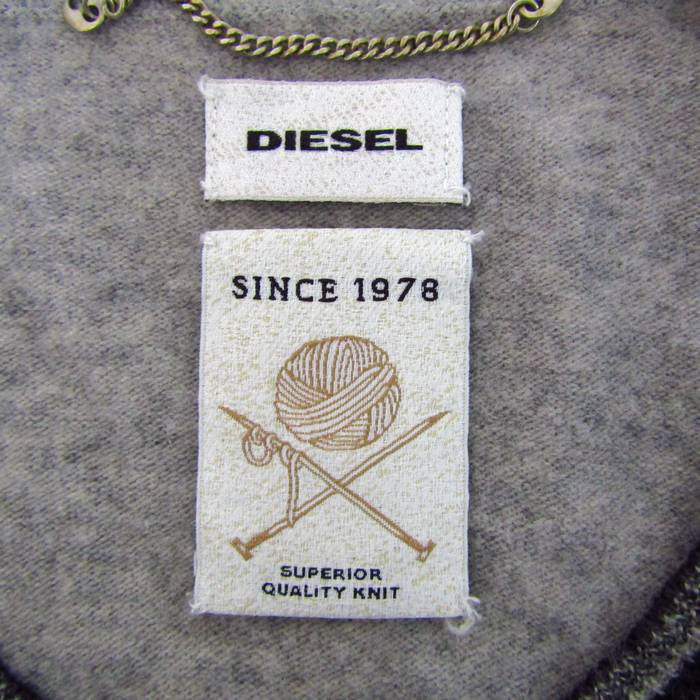 DIESEL
SINCE 1978
SUPERIOR
QUALITY KNIT